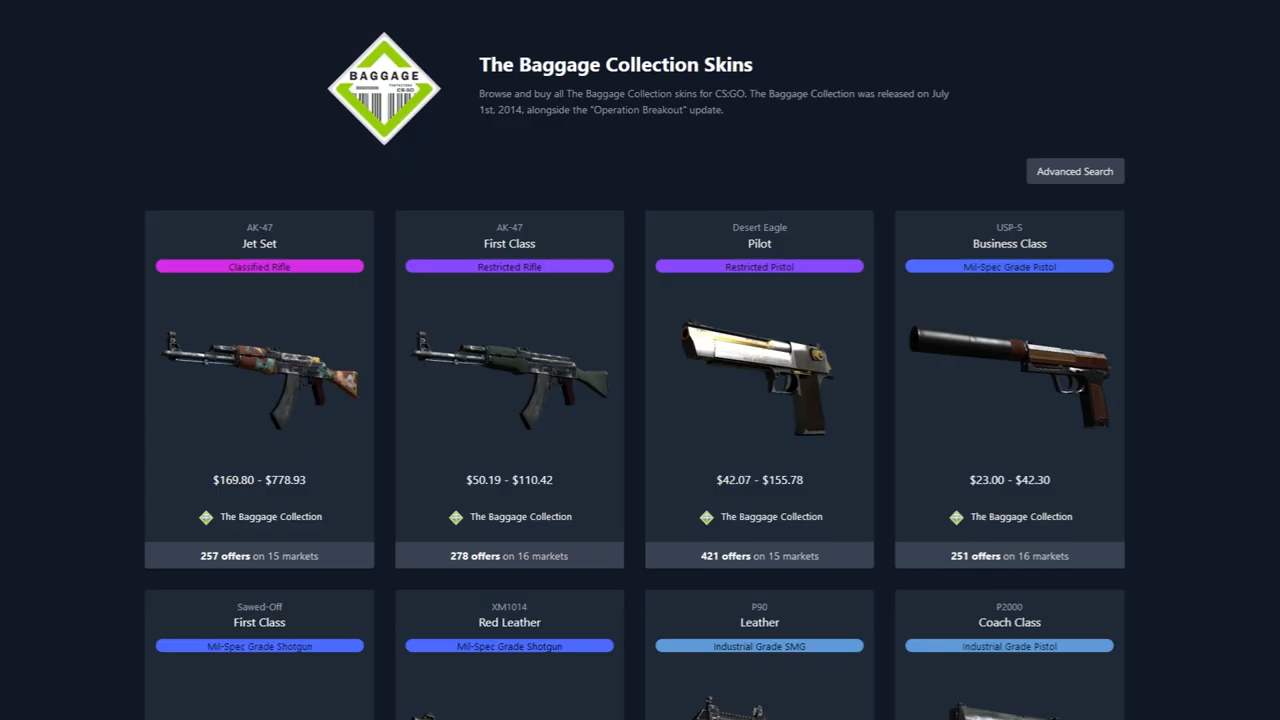 BAGGAGE
CS:GO
The Baggage Collection Skins
Browse and buy all The Baggage Collection skins for CS:GO. The Baggage Collection was released on July
1st, 2014, alongside the "Operation Breakout" update.
Advanced Search
AK-47
Jet Set
Classified Rifle
$169.80 - $778.93
The Baggage Collection
257 offers on 15 markets
AK-47
First Class
Restricted Rifle
$50.19 - $110.42
The Baggage Collection
278 offers on 16 markets
Desert Eagle
Pilot
Restricted Pistol
$42.07 - $155.78
The Baggage Collection
421 offers on 15 markets
USP-S
Business Class
Mil-Spec Grade Pistol
$23.00 - $42.30
The Baggage Collection
251 offers on 16 markets
Sawed-Off
First Class
Mil-Spec Grade Shotgun
XM1014
Red Leather
Mil-Spec Grade Shotgun
P90
Leather
Industrial Grade SMG
P2000
Coach Class
Industrial Grade Pistol